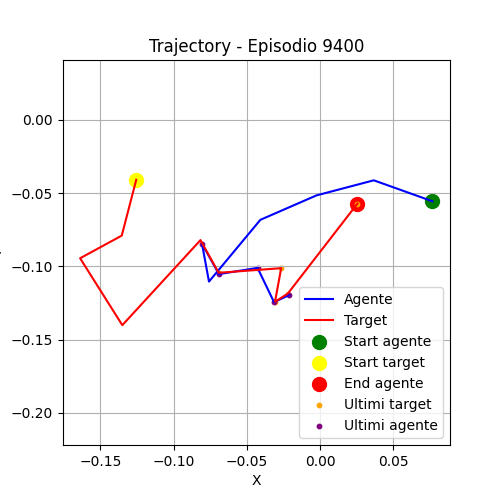 Trajectory - Episodio 9400
0.00
−0.05
−0.10
−0.15
−0.20
−0.15
−0.10
−0.05
0.00
0.05
X
Agente
Target
Start agente
Start target
End agente
Ultimi target
Ultimi agente